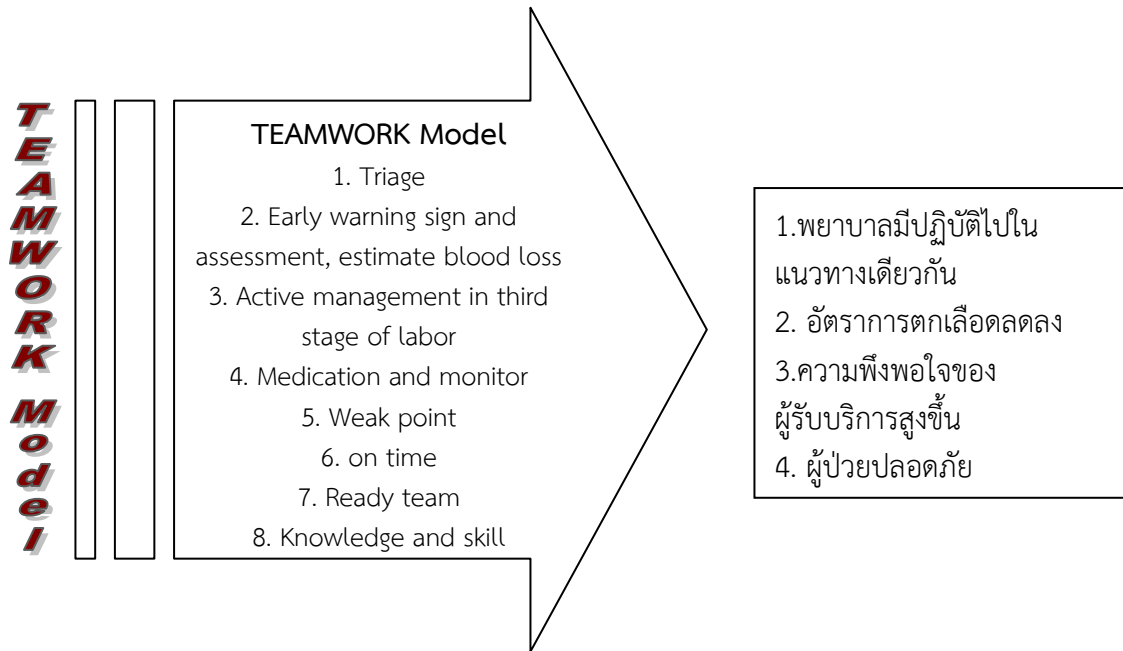 TEAMWORK Model
TEAMWORK Model
1. Triage
2. Early warning sign and
assessment, estimate blood loss
3. Active management in third
stage of labor
4. Medication and monitor
5. Weak point
6. on time
7. Ready team
8. Knowledge and skill
1.พยาบาลมีปฏิบัติไปใน
แนวทางเดียวกัน
2. อัตราการตกเลือดลดลง
3.ความพึงพอใจของ
ผู้รับบริการสูงขึ้น
4. ผู้ป่วยปลอดภัย